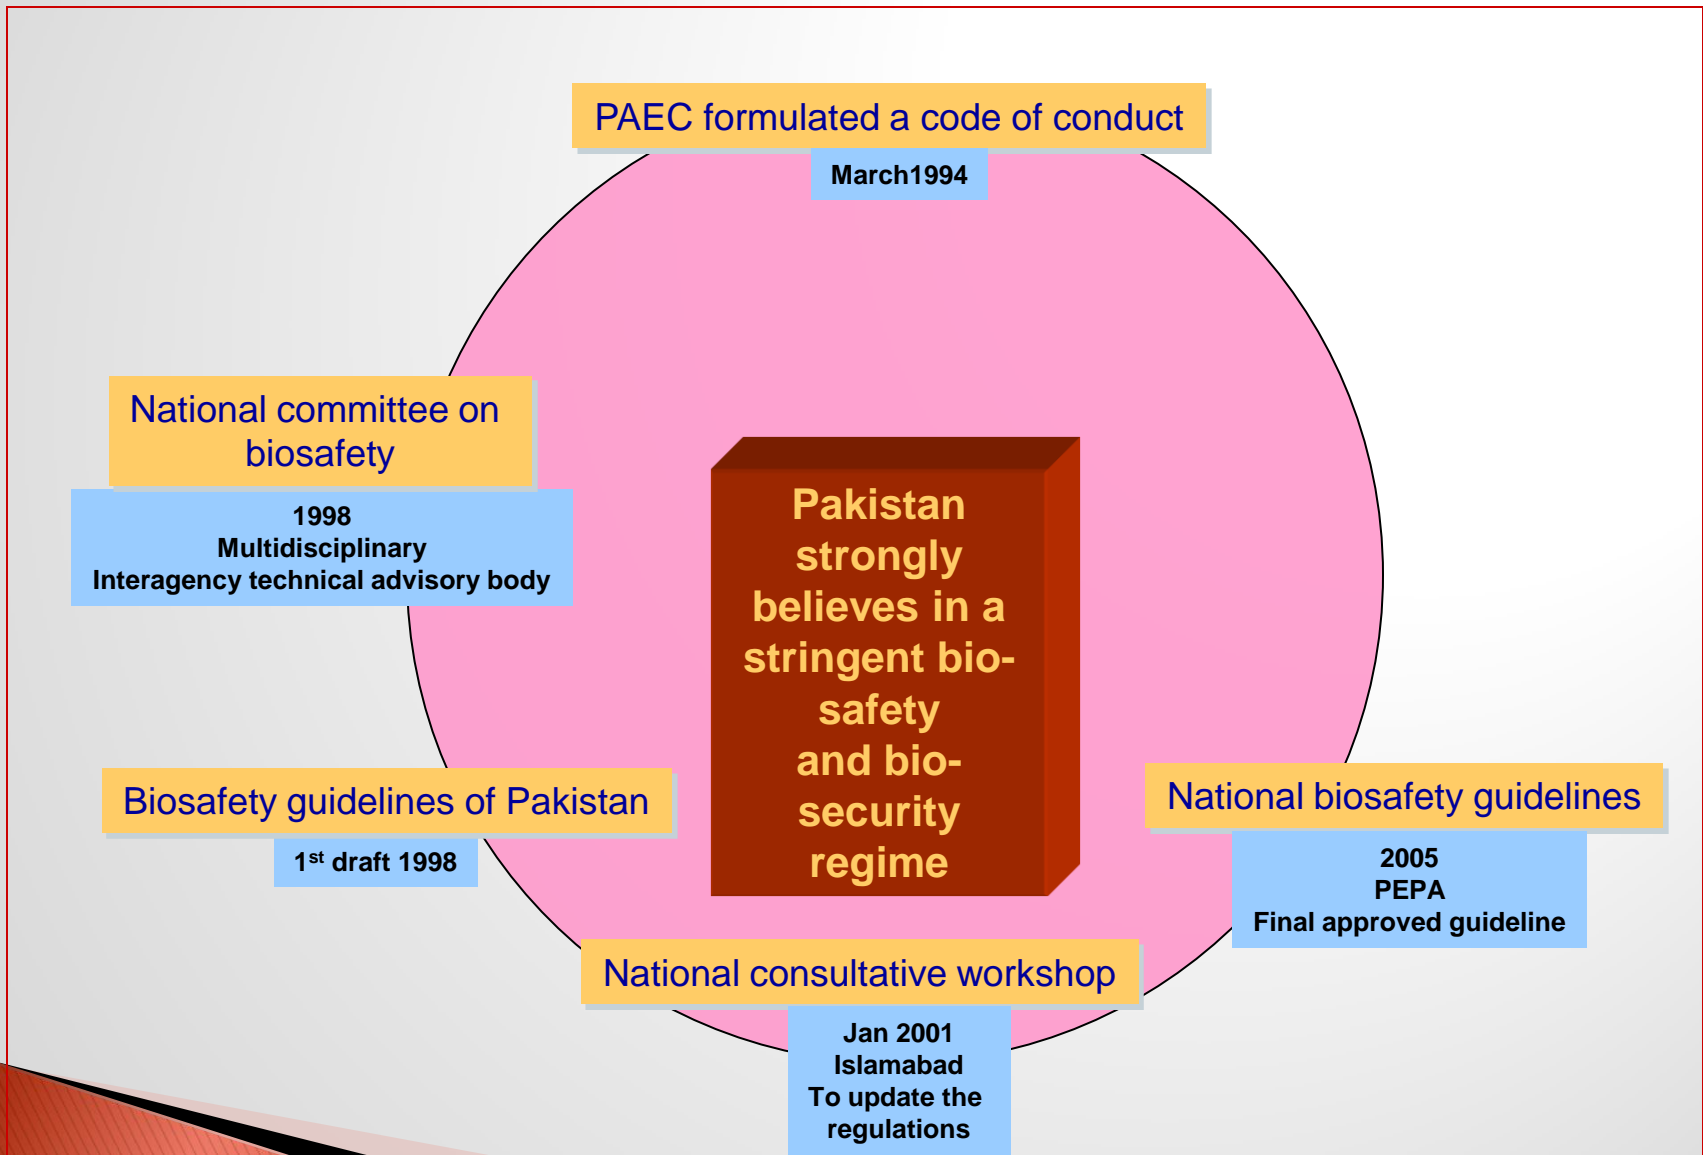 PAEC formulated a code of conduct
March1994
National committee on
biosafety
1998
Multidisciplinary
Interagency technical advisory body
Pakistan
strongly
believes in a
stringent bio-
safety
and bio-
security
regime
Biosafety guidelines of Pakistan
1st draft 1998
National biosafety guidelines
2005
PEPA
Final approved guideline
National consultative workshop
Jan 2001
Islamabad
To update the
regulations